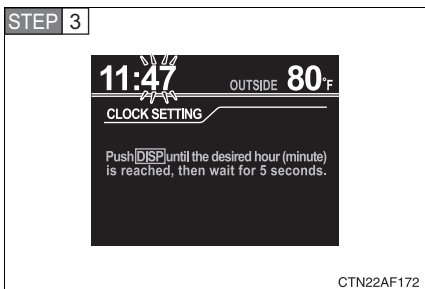 STEP 3
11:47 OUTSIDE 80°F
CLOCK SETTING
Push DISP until the desired hour (minute)
is reached, then wait for 5 seconds.
CTN22AF172